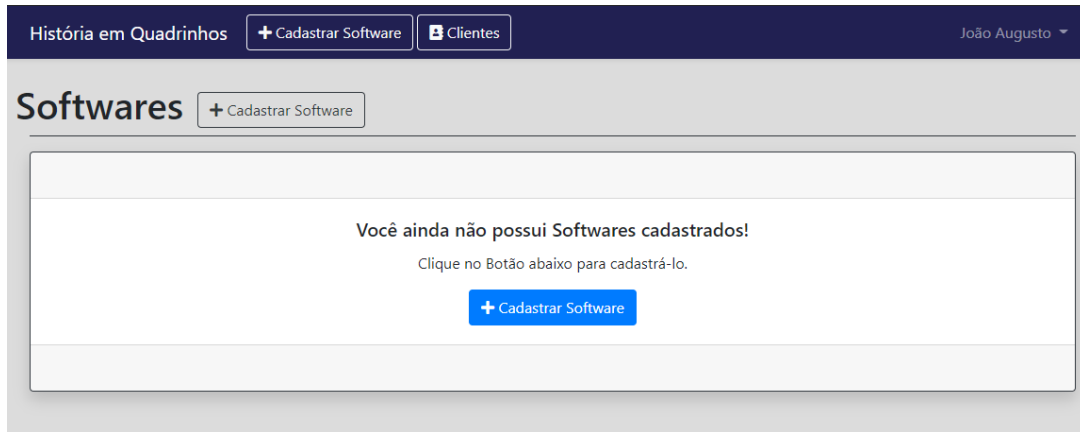 História em Quadrinhos Cadastrar Software Clientes João Augusto
Softwares Cadastrar Software
Você ainda não possui Softwares cadastrados!
Clique no Botão abaixo para cadastrá-lo.
Cadastrar Software